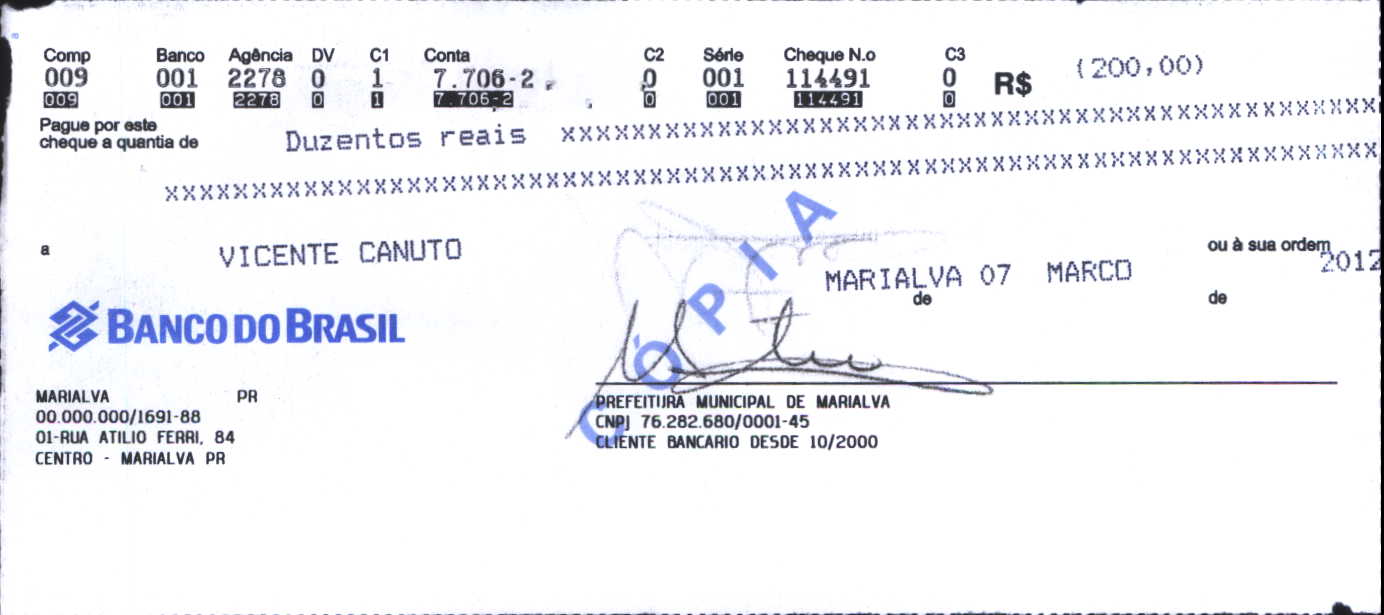 Comp Banco Agência DV C1 Conta C2 Série Cheque N.o C3
009 001 2278 0 1 7.706-2 0 001 114491 0 R$ (200,00)
009 001 2278 0 1 7.706-2 0 001 114491 0
Pague por este
cheque a quantia de Duzentos reais xxxxxxxxxxxxxxxxxxxxxxxxxxxxxxxxxxxxxxxxxxxxxxx
xxxxxxxxxxxxxxxxxxxxxxxxxxxxxxxxxxxxxxxxxxxxxxxxxxxxxxxxxxxxxxxxxxxxx
a VICENTE CANUTO ou à sua ordem
MARIALVA 07 MARCO 2012
de de
CÓPIA
BANCO DO BRASIL
MARIALVA PR
00.000.000/1691-88
01-RUA ATILIO FERRI, 84
CENTRO - MARIALVA PR
PREFEITURA MUNICIPAL DE MARIALVA
CNPJ 76.282.680/0001-45
CLIENTE BANCARIO DESDE 10/2000